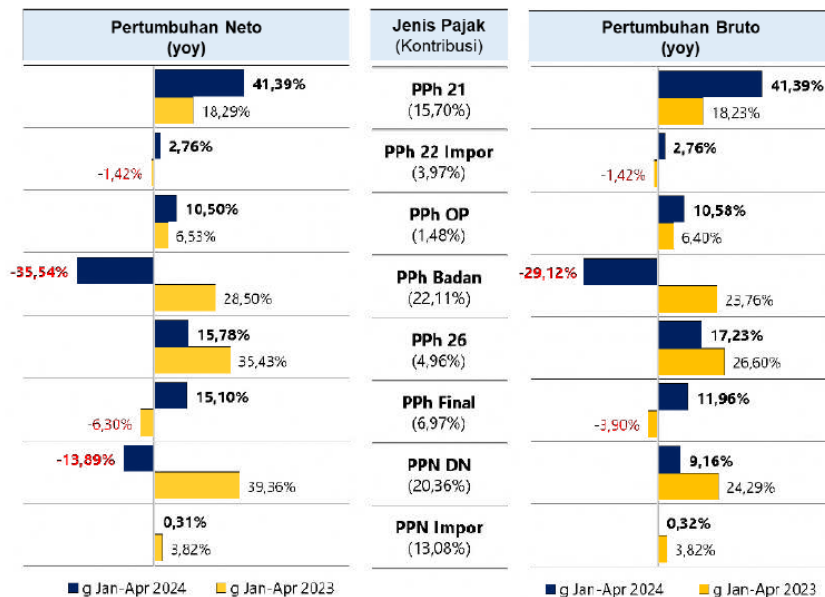 Pertumbuhan Neto
(yoy)
Jenis Pajak
(Kontribusi)
Pertumbuhan Bruto
(yoy)
41,39%
18,29%
PPh 21
(15,70%)
41,39%
18,23%
2,76%
-1,42%
PPh 22 Impor
(3,97%)
2,76%
-1,42%
10,50%
6,53%
PPh OP
(1,48%)
10,58%
6,40%
-35,54%
28,50%
PPh Badan
(22,11%)
-29,12%
23,76%
15,78%
35,43%
PPh 26
(4,96%)
17,23%
26,60%
15,10%
-6,30%
PPh Final
(6,97%)
11,96%
-3,90%
-13,89%
39,36%
PPN DN
(20,36%)
9,16%
24,29%
0,31%
3,82%
PPN Impor
(13,08%)
0,32%
3,82%
g Jan-Apr 2024 g Jan-Apr 2023
g Jan-Apr 2024 g Jan-Apr 2023